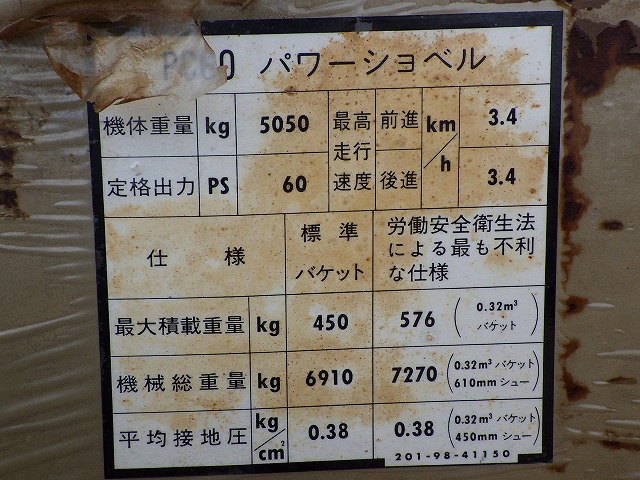 PC60 パワーショベル
機体重量 kg 5050 最高走行速度 前進 km/h 3.4
定格出力 PS 60 後進 3.4
仕様 標準バケット 労働安全衛生法による最も不利な仕様
最大積載重量 kg 450 576 (0.32m³ バケット)
機械総重量 kg 6910 7270 (0.32m³ バケット 610mm シュー)
平均接地圧 kg/cm² 0.38 0.38 (0.32m³ バケット 450mm シュー)
201-98-41150